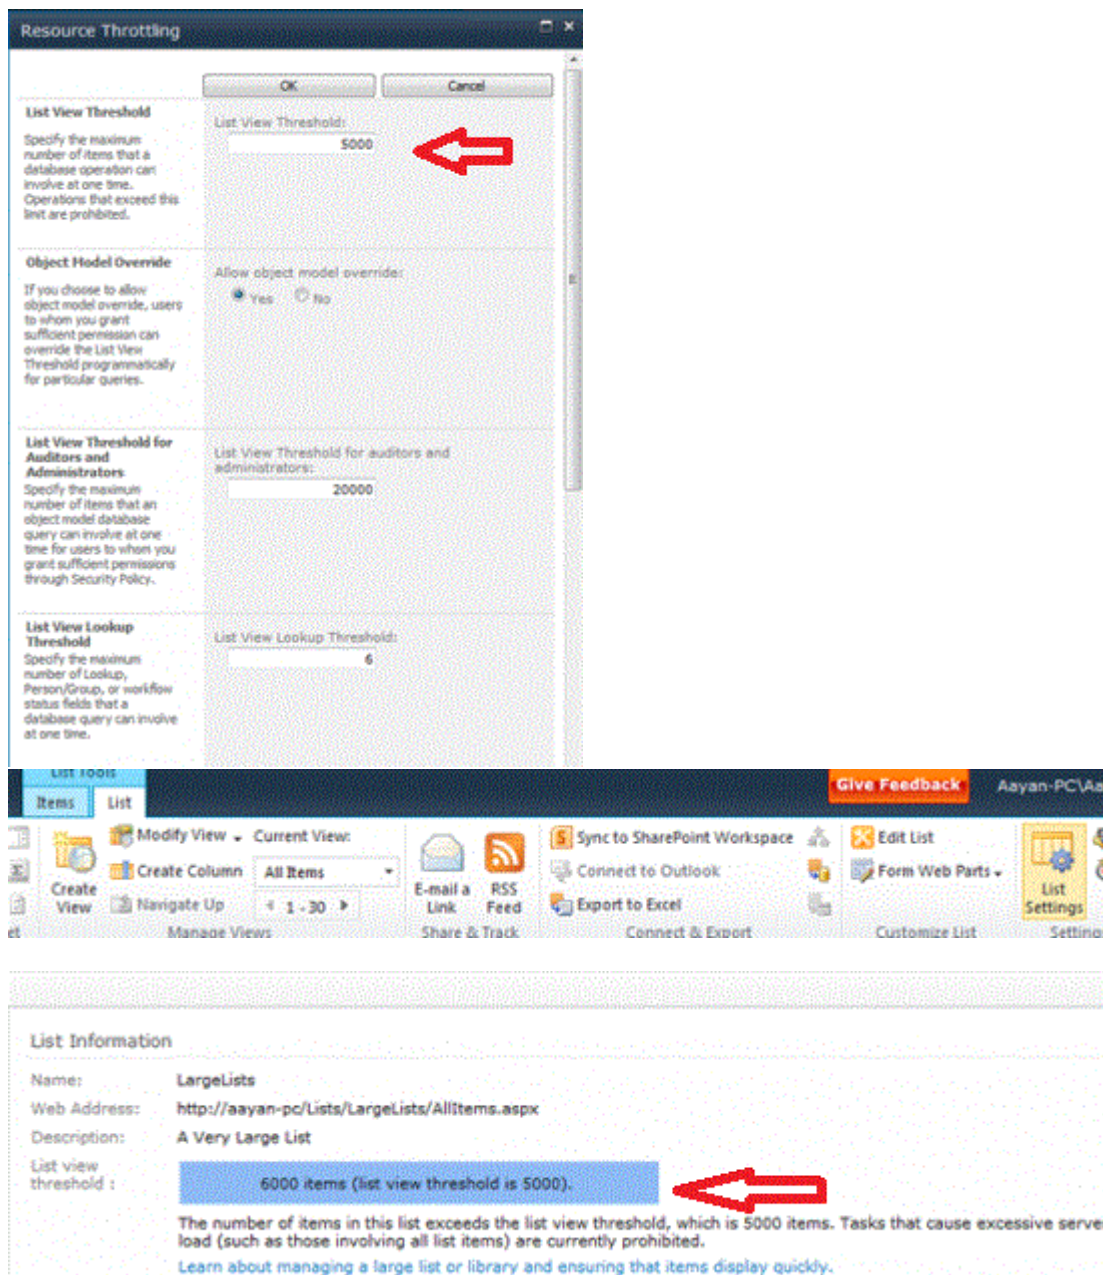 Resource Throttling
OK
Cancel
List View Threshold
Specify the maximum
number of items that a
database operation can
involve at one time.
Operations that exceed this
limit are prohibited.
List View Threshold:
5000
Object Model Override
If you choose to allow
object model override, users
to whom you grant
sufficient permission can
override the List View
Threshold programmatically
for particular queries.
Allow object model override:
Yes No
List View Threshold for
Auditors and
Administrators
Specify the maximum
number of items that an
object model database
query can involve at one
time for users to whom you
grant sufficient permissions
through Security Policy.
List View Threshold for auditors and
administrators:
20000
List View Lookup
Threshold
Specify the maximum
number of Lookup,
Person/Group, or workflow
status fields that a
database query can involve
at one time.
List View Lookup Threshold:
6
List Tools
Give Feedback
Aayan-PC\Aa
Items List
Create
View
Modify View
Create Column
Navigate Up
Current View:
All Items
1 - 30
Manage Views
E-mail a
Link
RSS
Feed
Share & Track
Sync to SharePoint Workspace
Connect to Outlook
Export to Excel
Connect & Export
Edit List
Form Web Parts
Customize List
List
Settings
Setting
List Information
Name: LargeLists
Web Address: http://aayan-pc/Lists/LargeLists/AllItems.aspx
Description: A Very Large List
List view
threshold :
6000 items (list view threshold is 5000).
The number of items in this list exceeds the list view threshold, which is 5000 items. Tasks that cause excessive serve
load (such as those involving all list items) are currently prohibited.
Learn about managing a large list or library and ensuring that items display quickly.